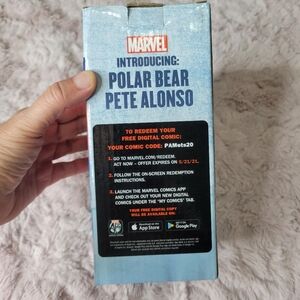 MARVEL
INTRODUCING:
POLAR BEAR
PETE ALONSO
TO REDEEM YOUR
FREE DIGITAL COMIC:
YOUR COMIC CODE: PAMets20
1. GO TO MARVEL.COM/REDEEM.
ACT NOW – OFFER EXPIRES ON 5/21/21.
2. FOLLOW THE ON-SCREEN REDEMPTION
INSTRUCTIONS.
3. LAUNCH THE MARVEL COMICS APP
AND CHECK OUT YOUR NEW DIGITAL
COMICS UNDER THE "MY COMICS" TAB.
YOUR FREE DIGITAL COPY
WILL BE AVAILABLE ON:
App Store
Google Play